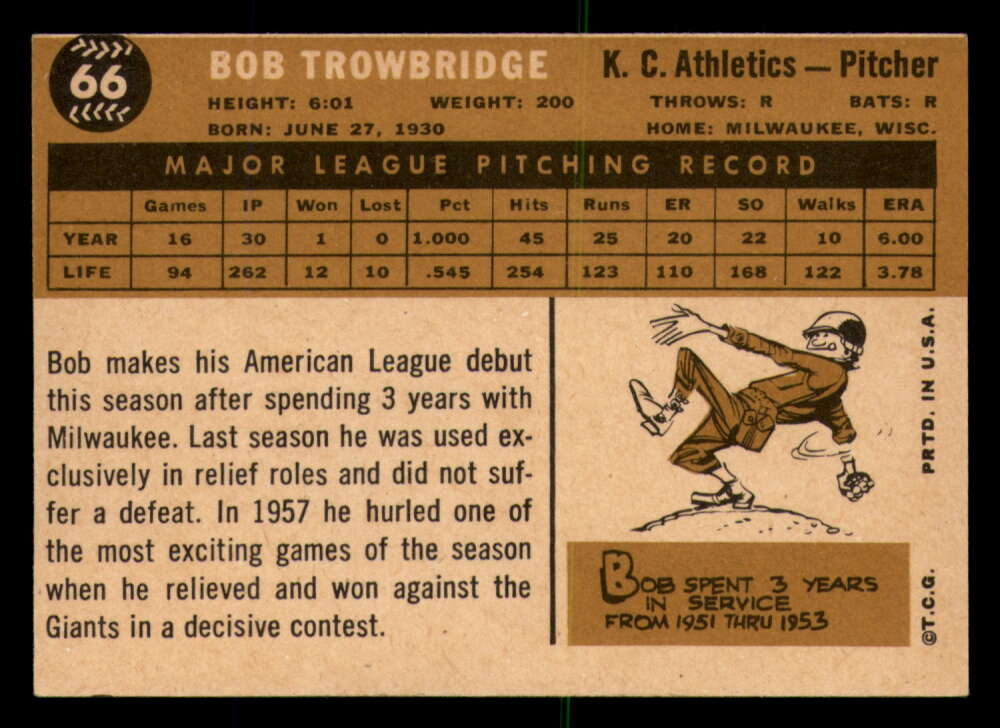 66
BOB TROWBRIDGE K. C. Athletics — Pitcher
HEIGHT: 6:01 WEIGHT: 200 THROWS: R BATS: R
BORN: JUNE 27, 1930 HOME: MILWAUKEE, WISC.
MAJOR LEAGUE PITCHING RECORD
Games IP Won Lost Pct Hits Runs ER SO Walks ERA
YEAR 16 30 1 0 1.000 45 25 20 22 10 6.00
LIFE 94 262 12 10 .545 254 123 110 168 122 3.78
Bob makes his American League debut
this season after spending 3 years with
Milwaukee. Last season he was used ex-
clusively in relief roles and did not suf-
fer a defeat. In 1957 he hurled one of
the most exciting games of the season
when he relieved and won against the
Giants in a decisive contest.
BOB SPENT 3 YEARS
IN SERVICE
FROM 1951 THRU 1953
©T.C.G. PRTD. IN U.S.A.